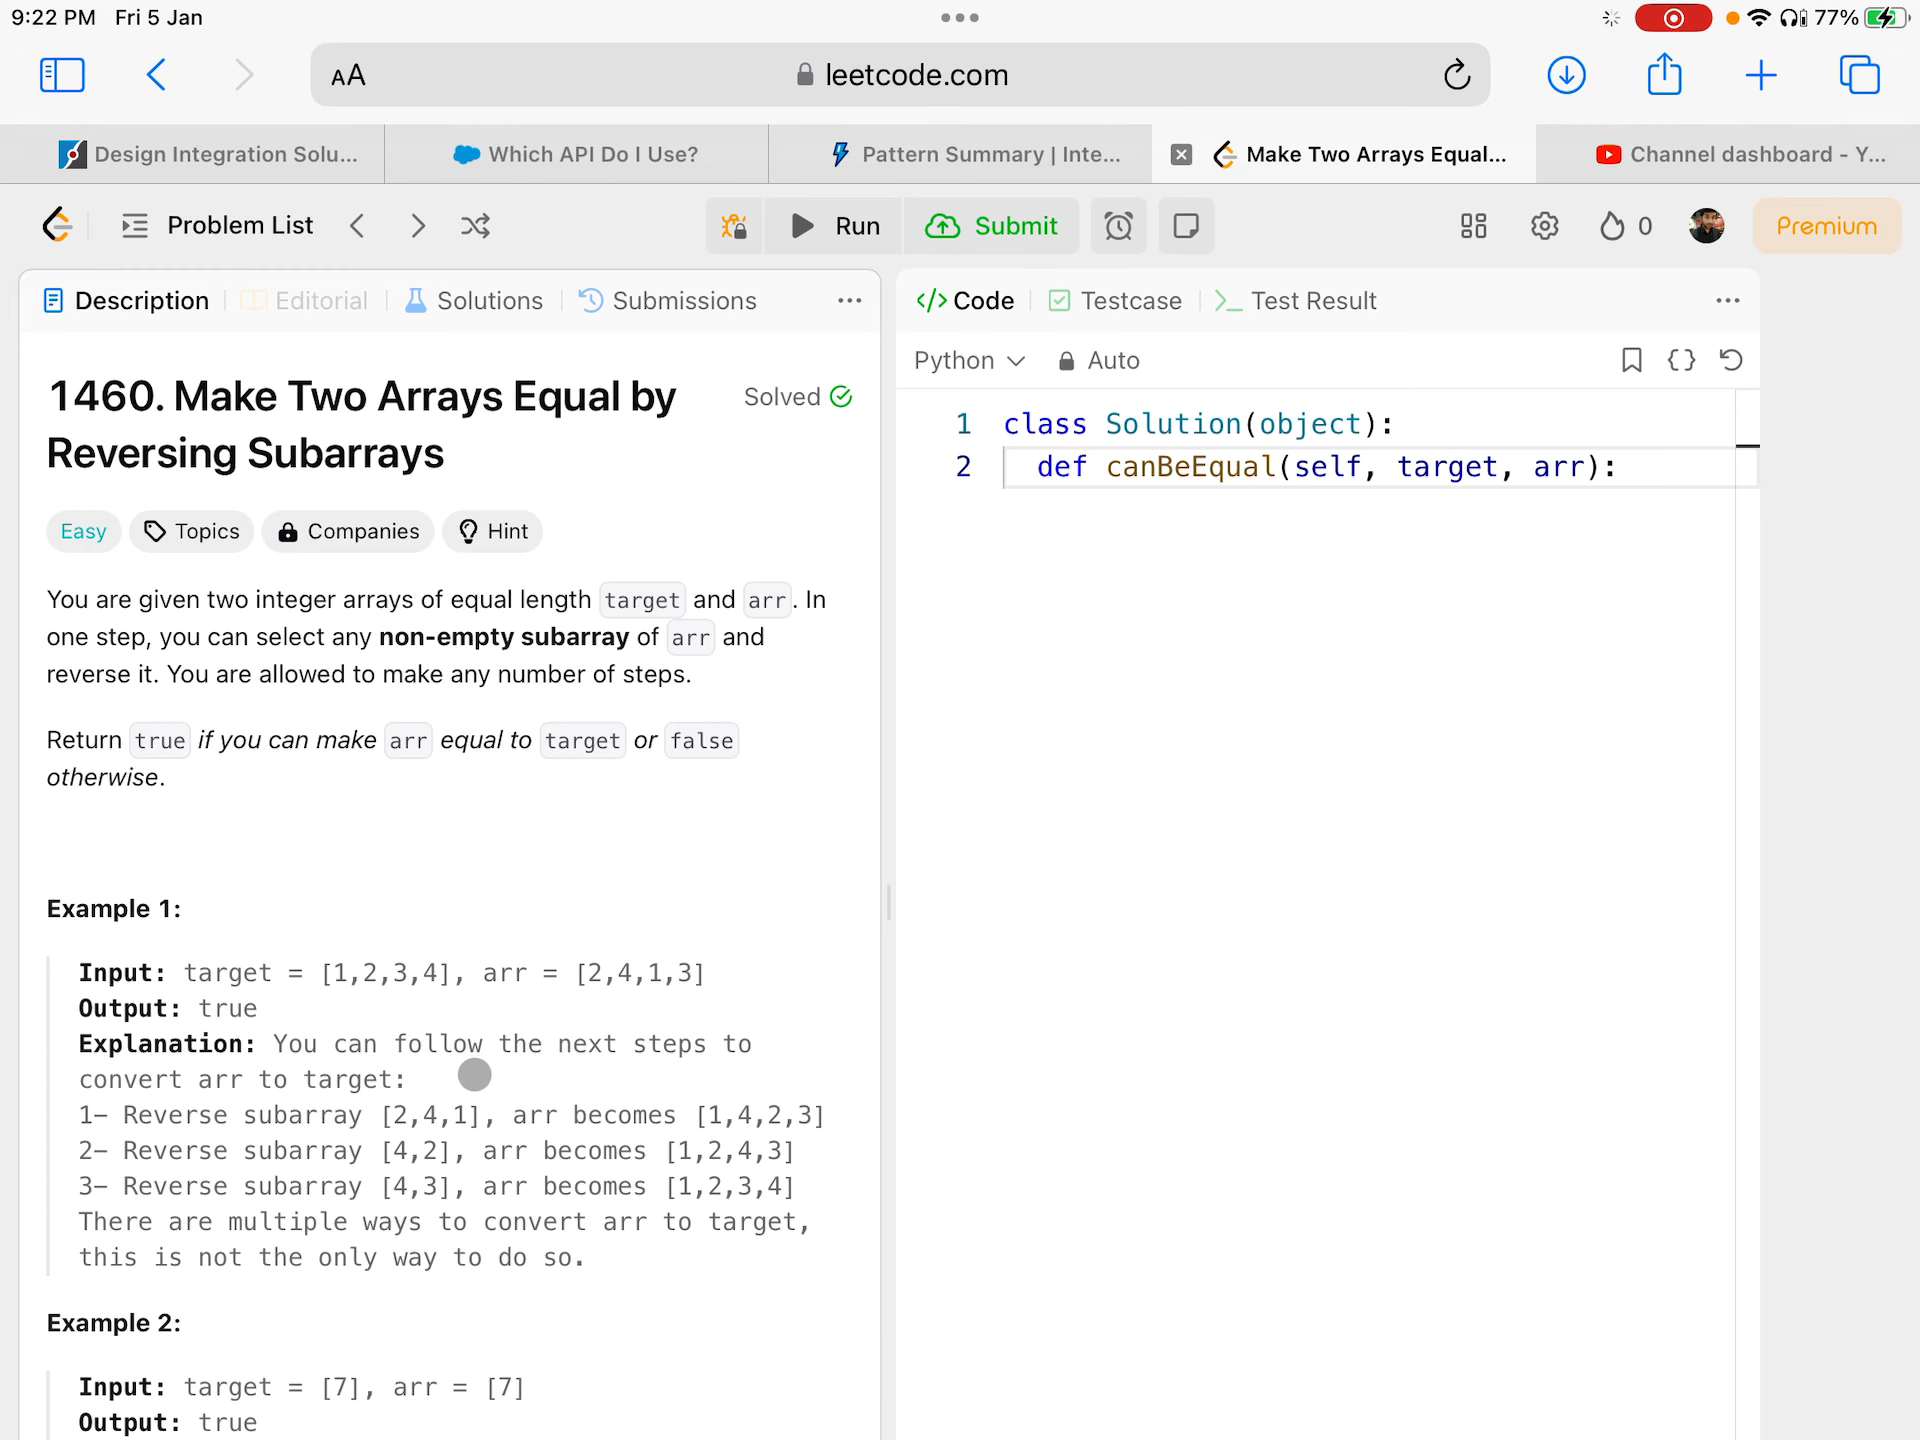 9:22 PM Fri 5 Jan
77%
AA
leetcode.com
Design Integration Solu...
Which API Do I Use?
Pattern Summary | Inte...
Make Two Arrays Equal...
Channel dashboard - Y...
Problem List
Run
Submit
0
Premium
Description
Editorial
Solutions
Submissions
1460. Make Two Arrays Equal by
Reversing Subarrays
Solved
Easy
Topics
Companies
Hint
You are given two integer arrays of equal length target and arr. In
one step, you can select any non-empty subarray of arr and
reverse it. You are allowed to make any number of steps.
Return true if you can make arr equal to target or false
otherwise.
Example 1:
Input: target = [1,2,3,4], arr = [2,4,1,3]
Output: true
Explanation: You can follow the next steps to
convert arr to target:
1- Reverse subarray [2,4,1], arr becomes [1,4,2,3]
2- Reverse subarray [4,2], arr becomes [1,2,4,3]
3- Reverse subarray [4,3], arr becomes [1,2,3,4]
There are multiple ways to convert arr to target,
this is not the only way to do so.
Example 2:
Input: target = [7], arr = [7]
Output: true
</> Code
Testcase
Test Result
Python
Auto
{}
1 class Solution(object):
2 def canBeEqual(self, target, arr):